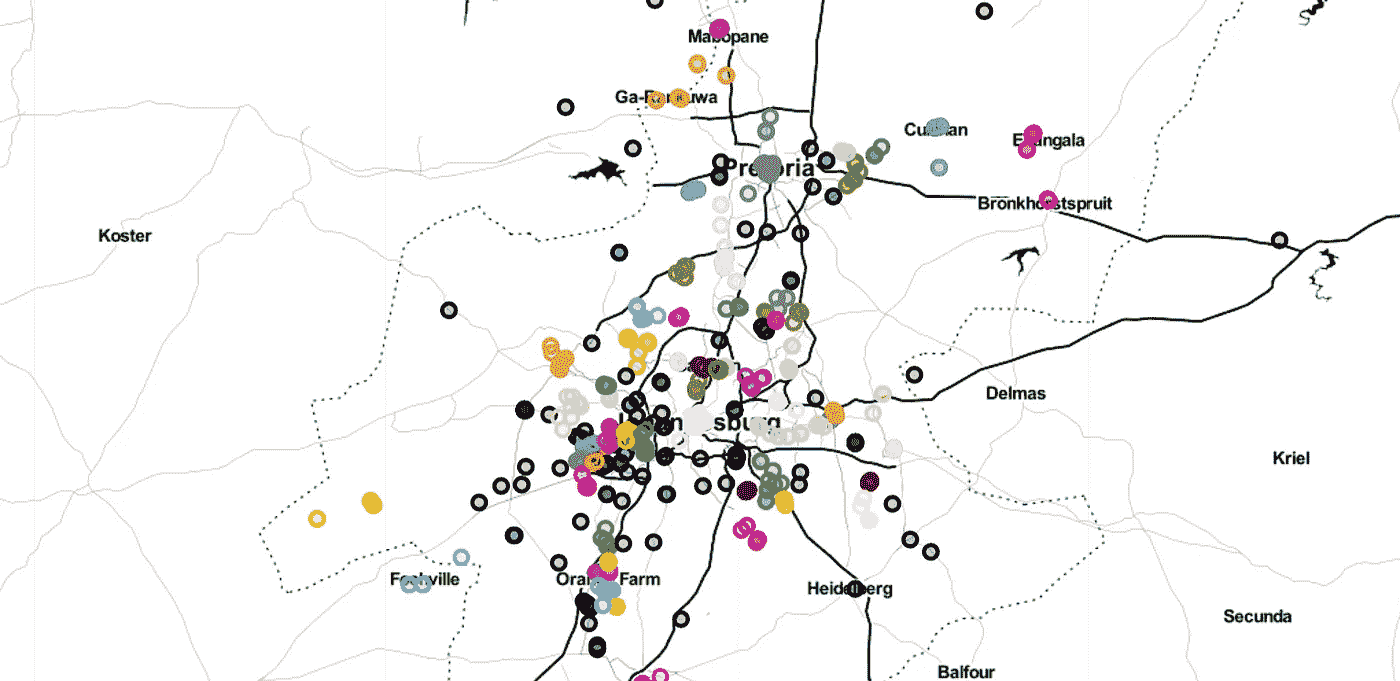 Mabopane
Ga-Rankuwa
Cullinan
Ekangala
Pretoria
Bronkhorstspruit
Koster
Delmas
Johannesburg
Kriel
Fochville
Orange Farm
Heidelberg
Secunda
Balfour